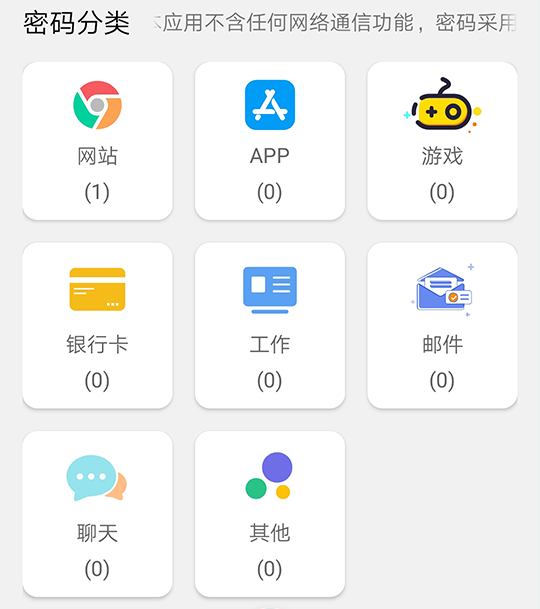 密码分类
本应用不含任何网络通信功能，密码采用
网站
(1)
APP
(0)
游戏
(0)
银行卡
(0)
工作
(0)
邮件
(0)
聊天
(0)
其他
(0)